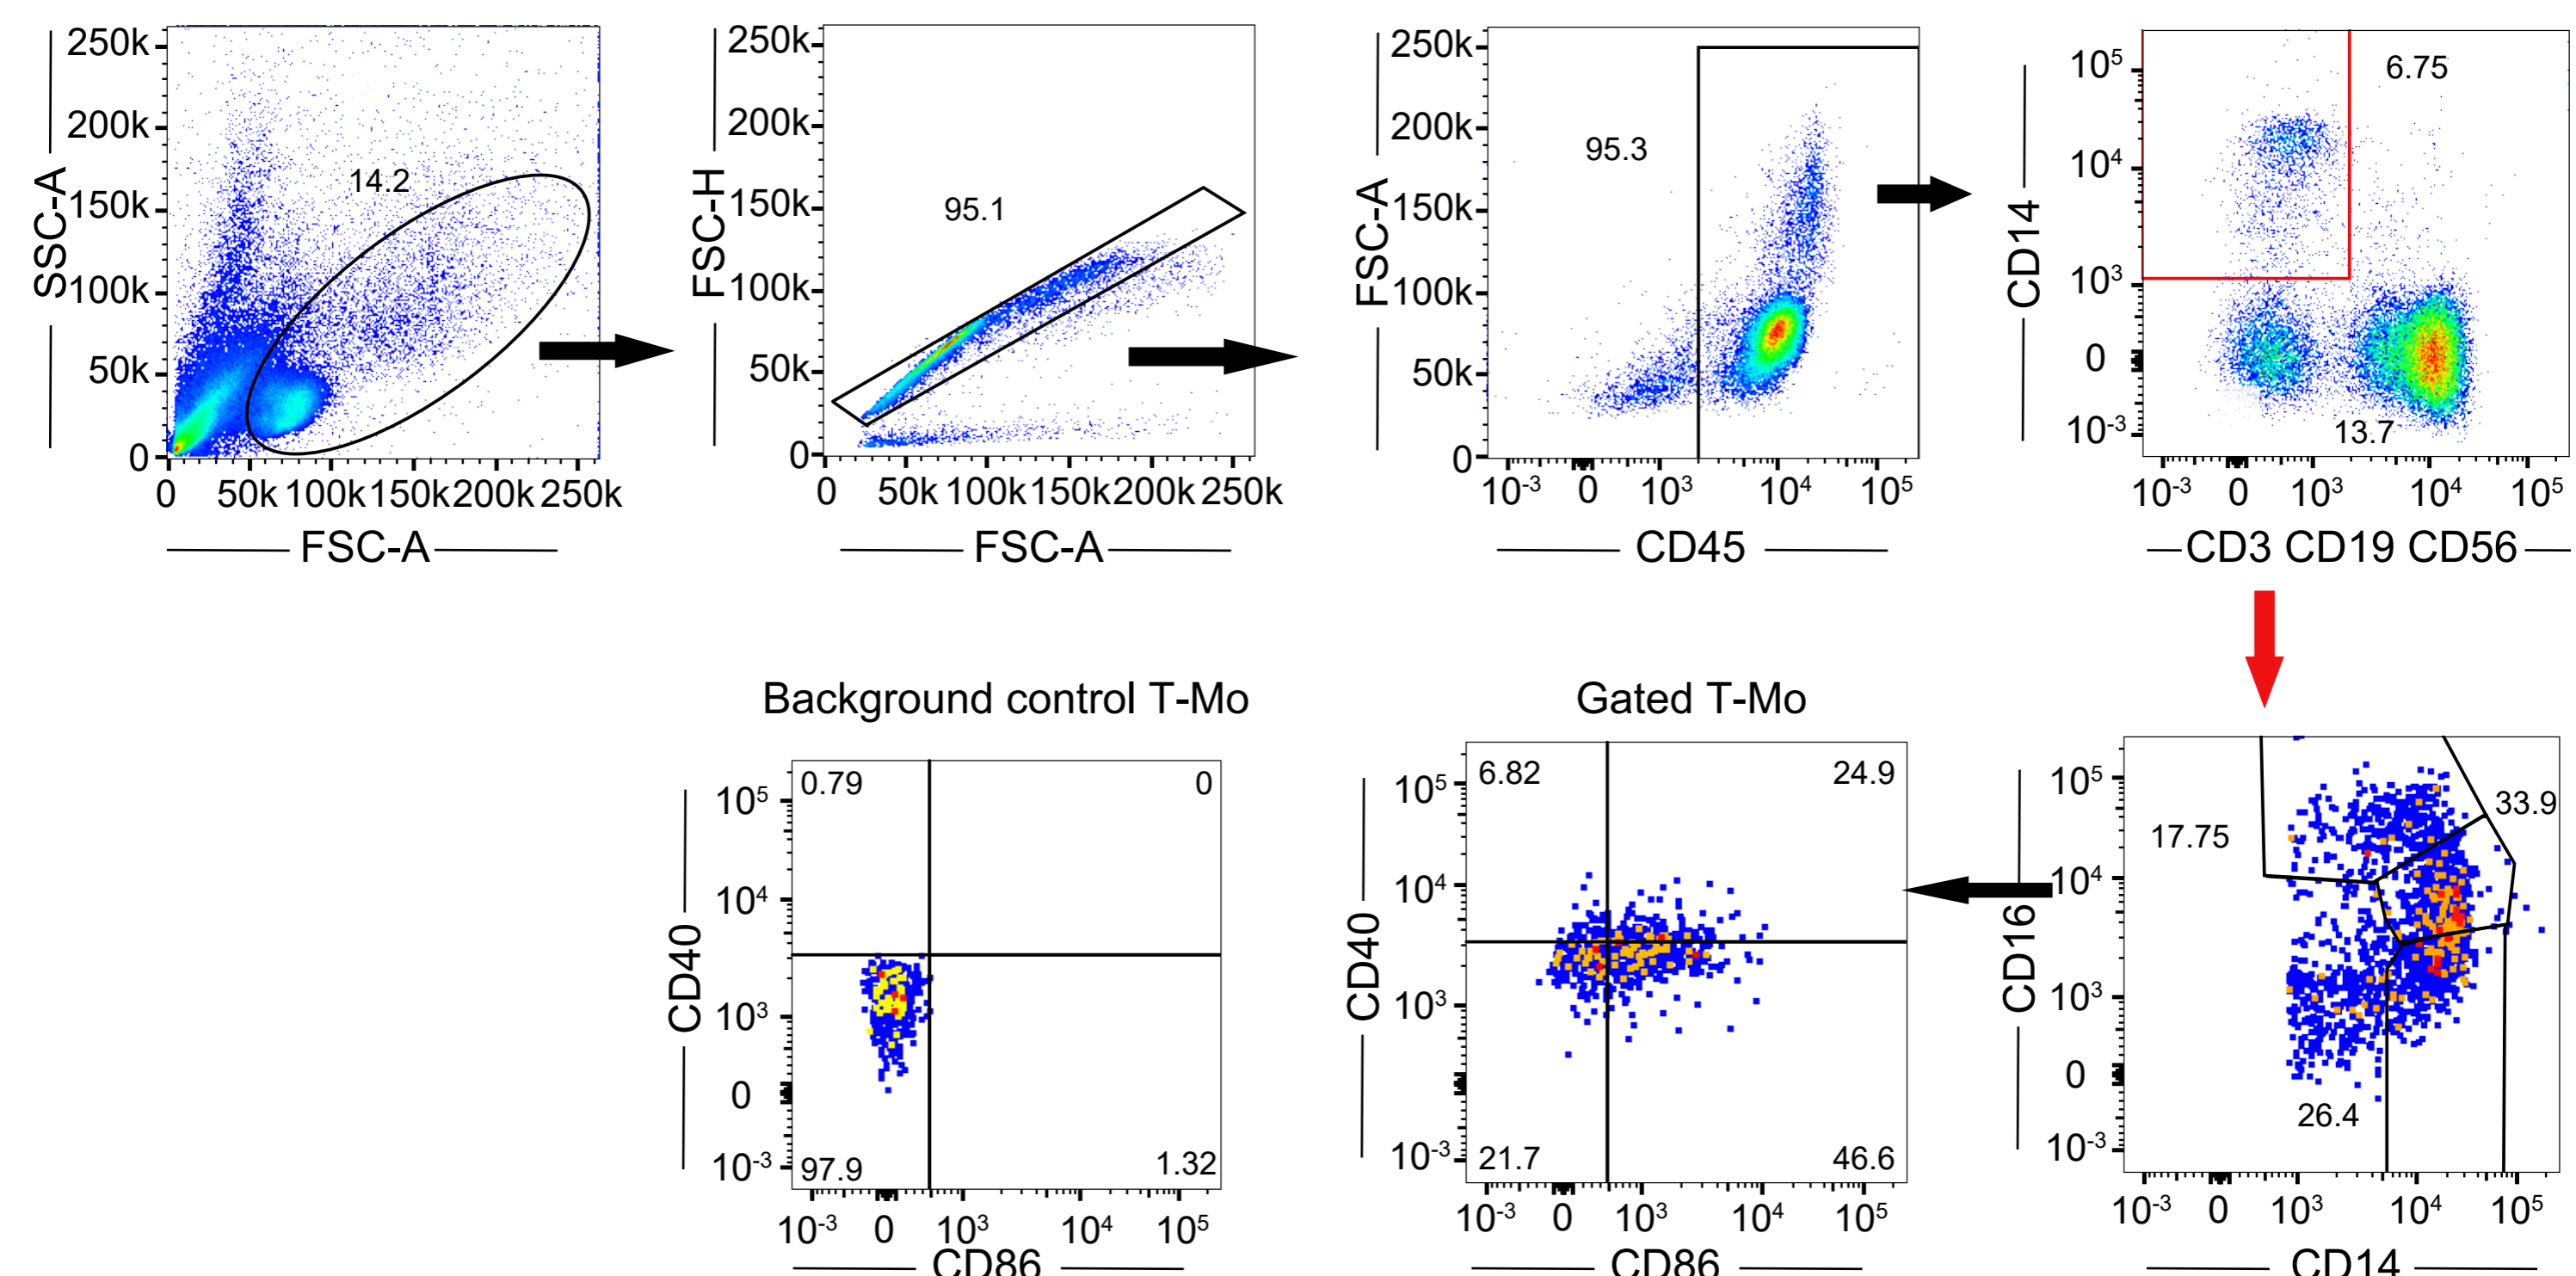 250k
200k
150k
100k
50k
0
SSC-A
14.2
0 50k 100k 150k 200k 250k
FSC-A
250k
200k
150k
100k
50k
0
FSC-H
95.1
0 50k 100k 150k 200k 250k
FSC-A
250k
200k
150k
100k
50k
0
FSC-A
95.3
10-3 0 10³ 10⁴ 10⁵
CD45
10⁵
10⁴
10³
0
10-3
CD14
6.75
13.7
10-3 0 10³ 10⁴ 10⁵
CD3 CD19 CD56
Background control T-Mo
0.79 0
10⁵
10⁴
10³
0
10-3
CD40
97.9 1.32
10-3 0 10³ 10⁴ 10⁵
CD86
Gated T-Mo
6.82 24.9
10⁵
10⁴
10³
10-3
CD40
21.7 46.6
10-3 0 10³ 10⁴ 10⁵
CD86
10⁵
10⁴
10³
0
10-3
CD16
33.9
17.75
26.4
10-3 0 10³ 10⁴ 10⁵
CD14